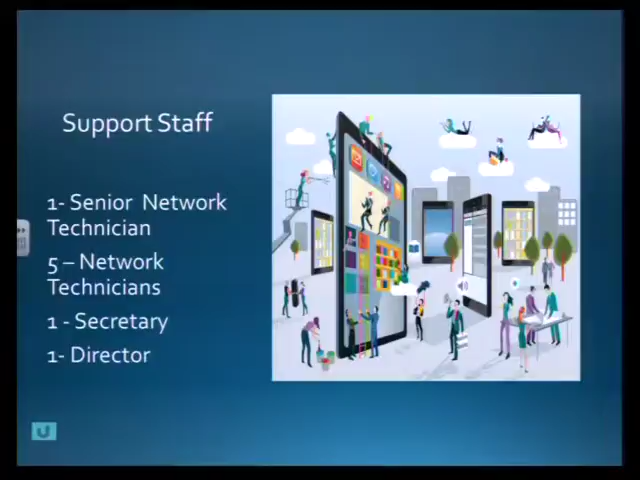 Support Staff
1- Senior Network
Technician
5 – Network
Technicians
1 - Secretary
1- Director
U